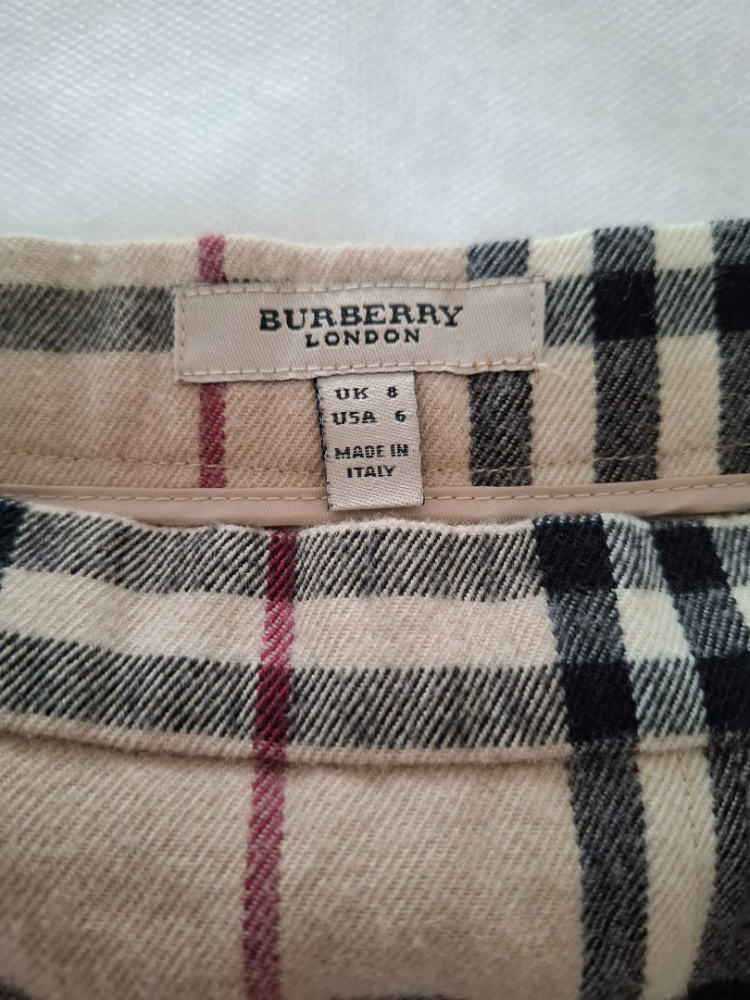 BURBERRY
LONDON
UK 8
USA 6
MADE IN
ITALY